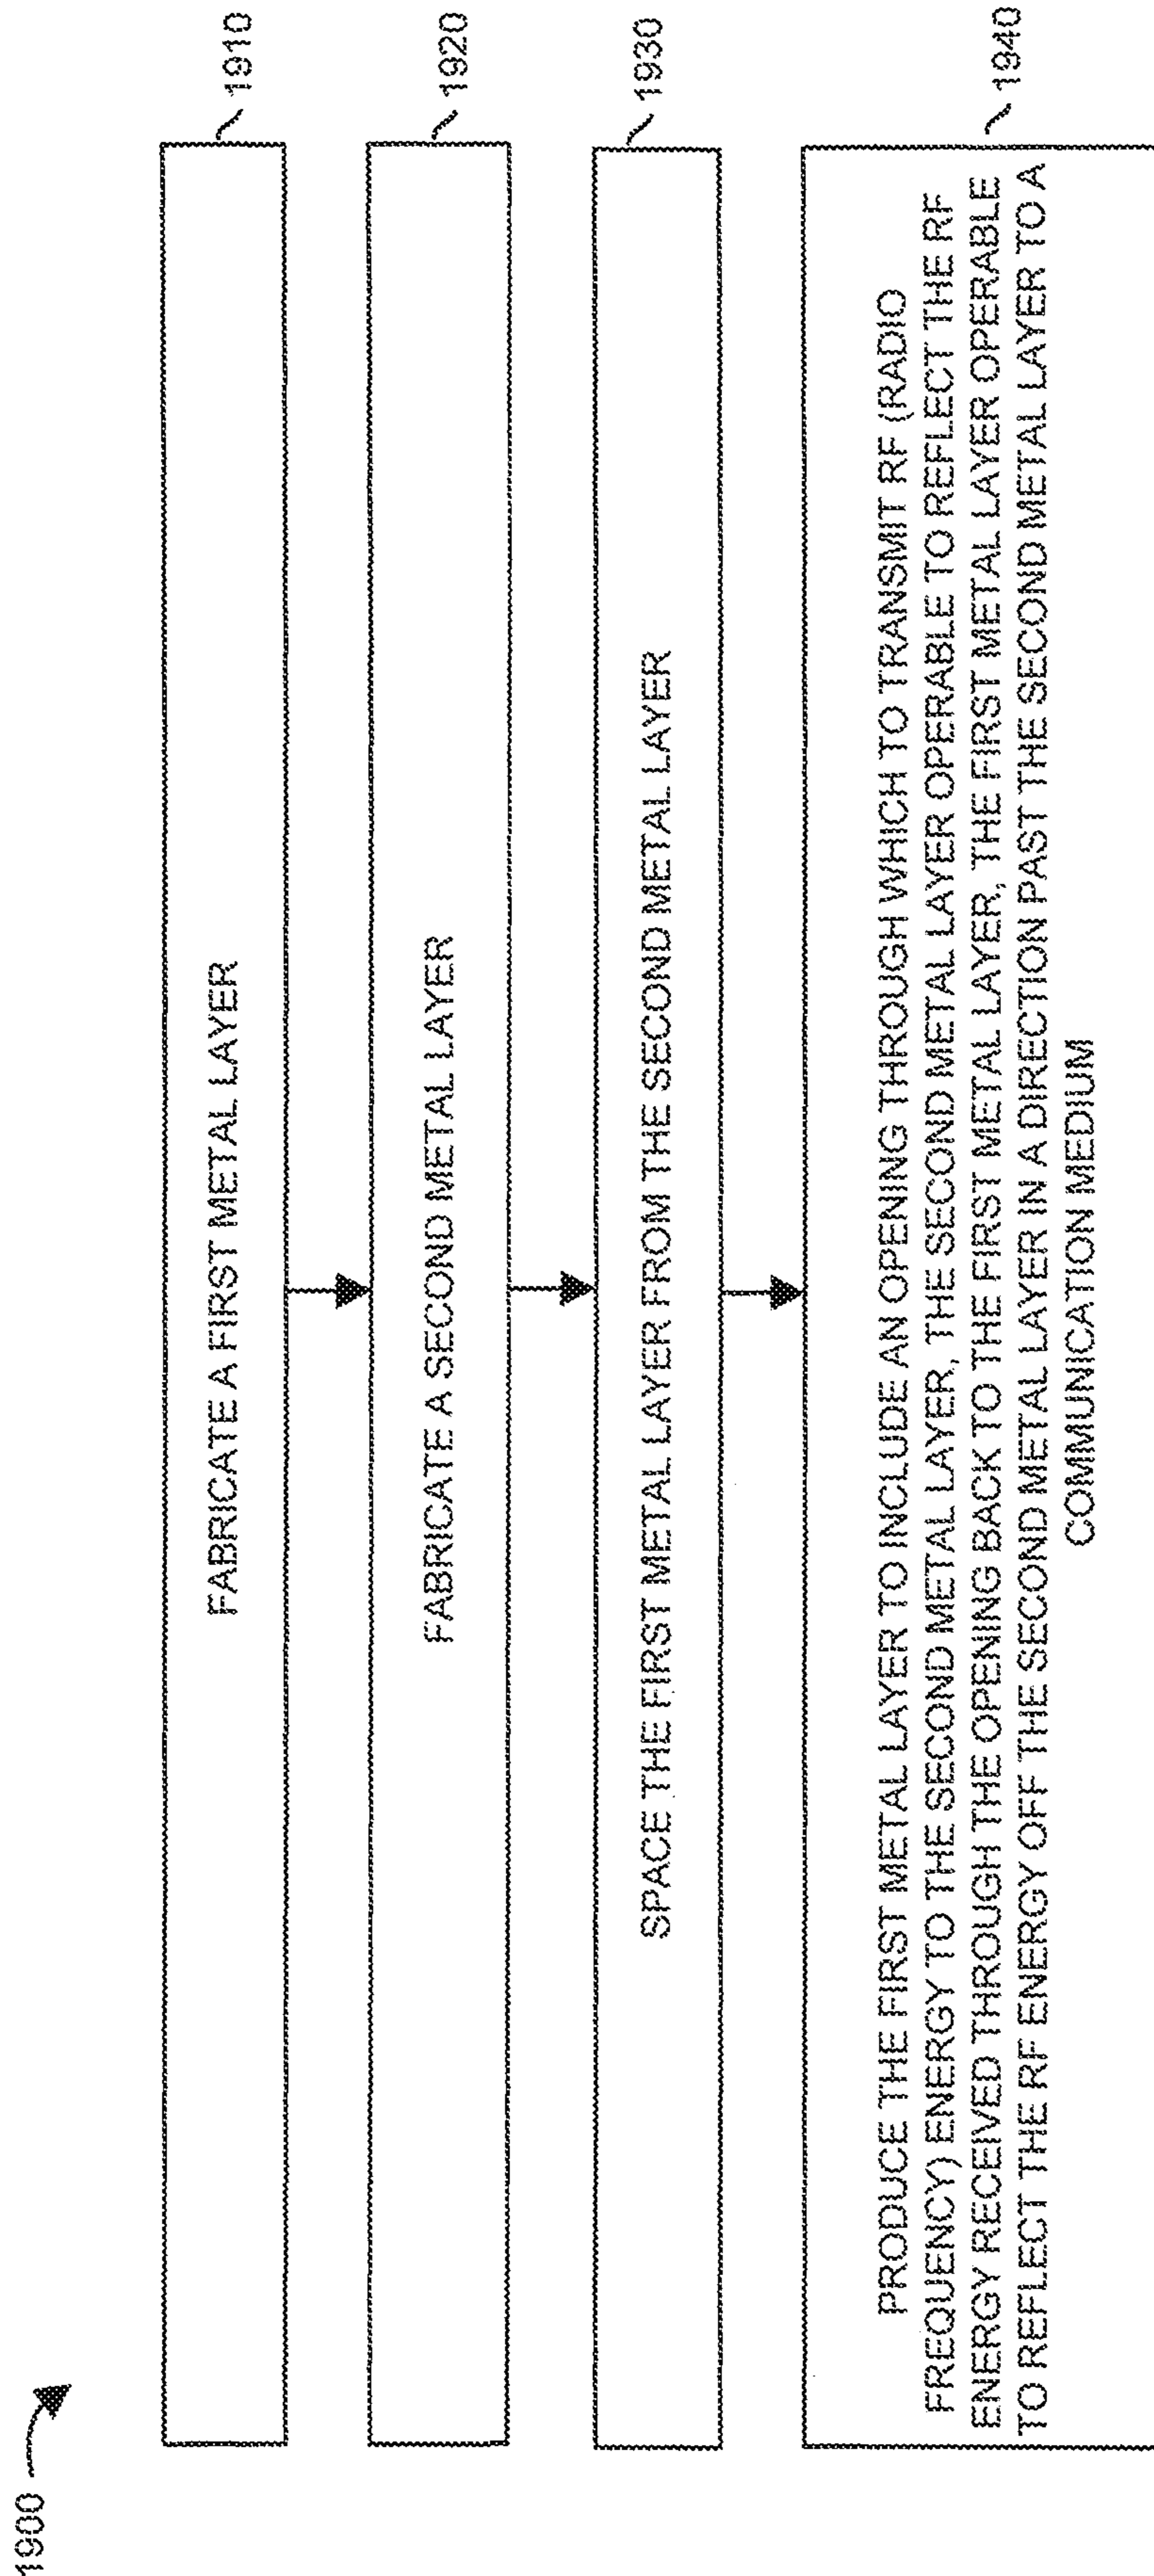 1900
FABRICATE A FIRST METAL LAYER
1910
FABRICATE A SECOND METAL LAYER
1920
SPACE THE FIRST METAL LAYER FROM THE SECOND METAL LAYER
1930
PRODUCE THE FIRST METAL LAYER TO INCLUDE AN OPENING THROUGH WHICH TO TRANSMIT RF (RADIO
FREQUENCY) ENERGY TO THE SECOND METAL LAYER, THE SECOND METAL LAYER OPERABLE TO REFLECT THE RF
ENERGY RECEIVED THROUGH THE OPENING BACK TO THE FIRST METAL LAYER, THE FIRST METAL LAYER OPERABLE
TO REFLECT THE RF ENERGY OFF THE SECOND METAL LAYER IN A DIRECTION PAST THE SECOND METAL LAYER TO A
COMMUNICATION MEDIUM
1940